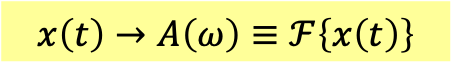 x(t) → A(ω) ≡ ℱ{x(t)}